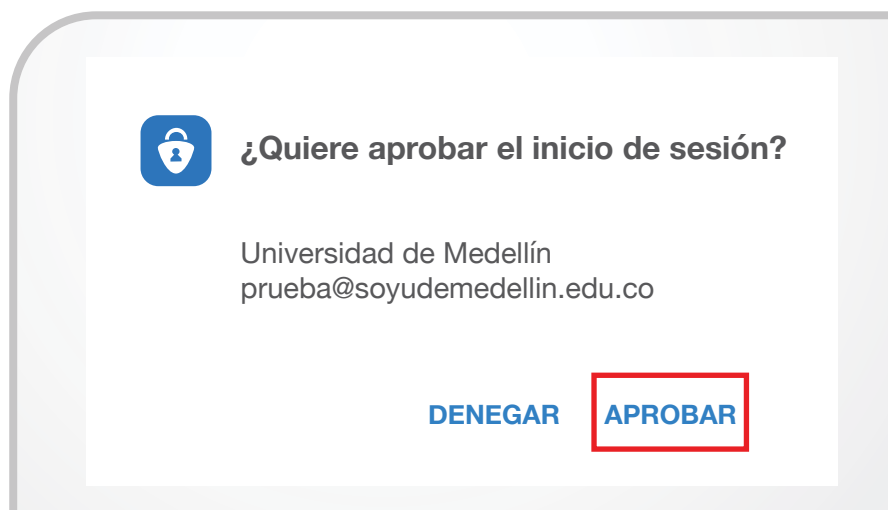 ¿Quiere aprobar el inicio de sesión?
Universidad de Medellín
prueba@soyudemedellin.edu.co
DENEGAR APROBAR